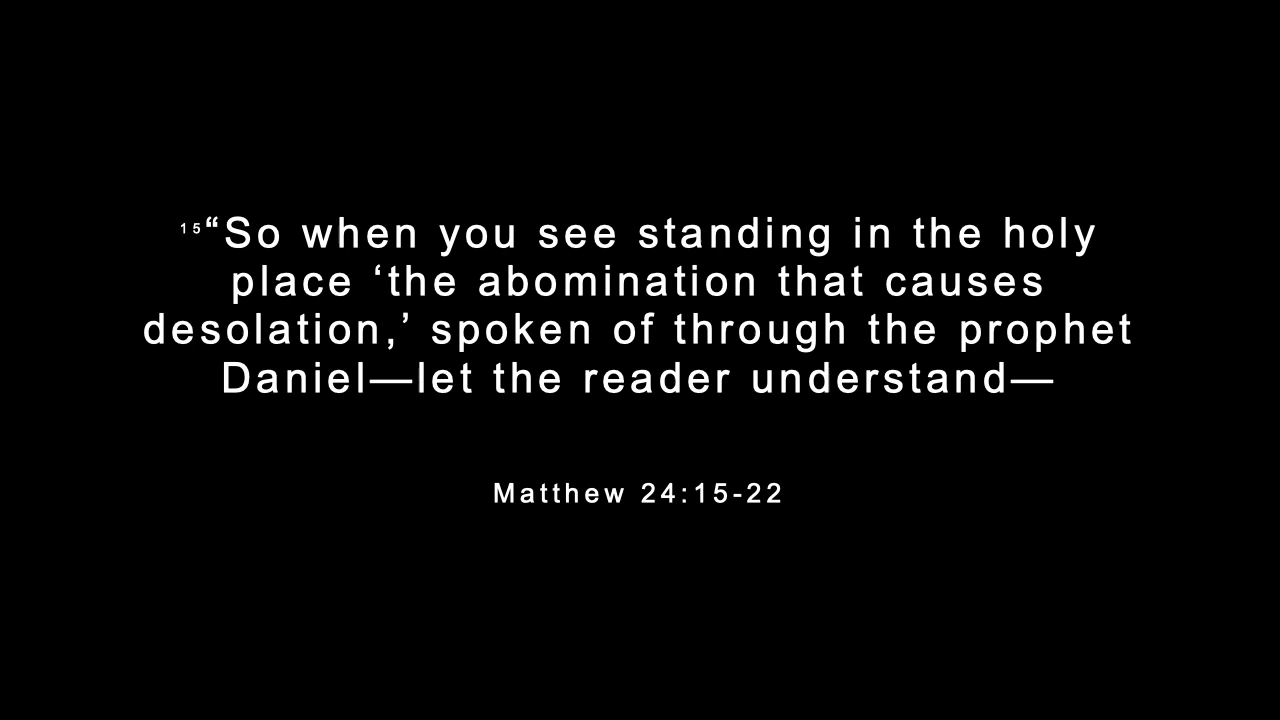 15“So when you see standing in the holy
place ‘the abomination that causes
desolation,’ spoken of through the prophet
Daniel—let the reader understand—
Matthew 24:15-22